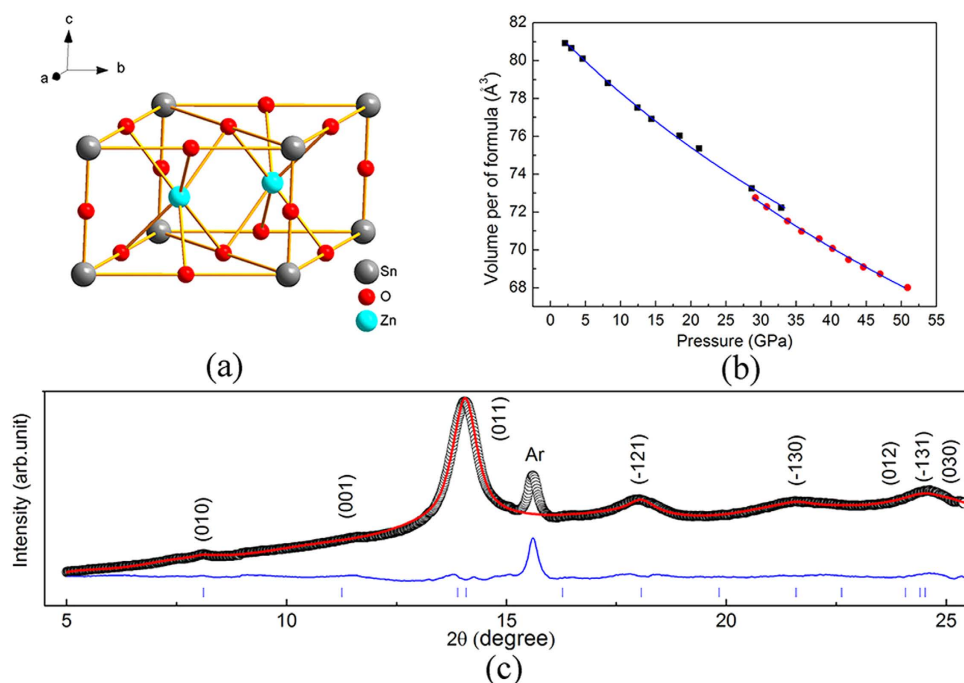 c
a
b
Sn
O
Zn
(a)
Volume per of formula (Å³)
82
80
78
76
74
72
70
68
0 5 10 15 20 25 30 35 40 45 50 55
Pressure (GPa)
(b)
Intensity (arb.unit)
(010)
(001)
(011)
Ar
(-121)
(-130)
(012)
(-131)
(030)
5 10 15 20 25
2θ (degree)
(c)